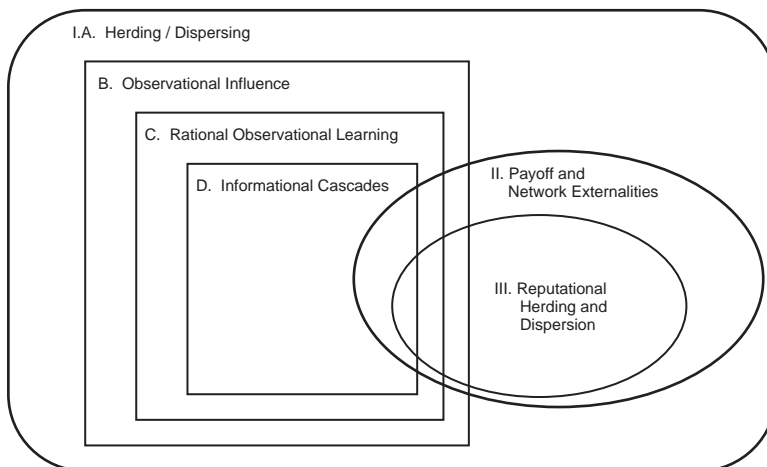 I.A. Herding / Dispersing
B. Observational Influence
C. Rational Observational Learning
D. Informational Cascades
II. Payoff and
Network Externalities
III. Reputational
Herding and
Dispersion